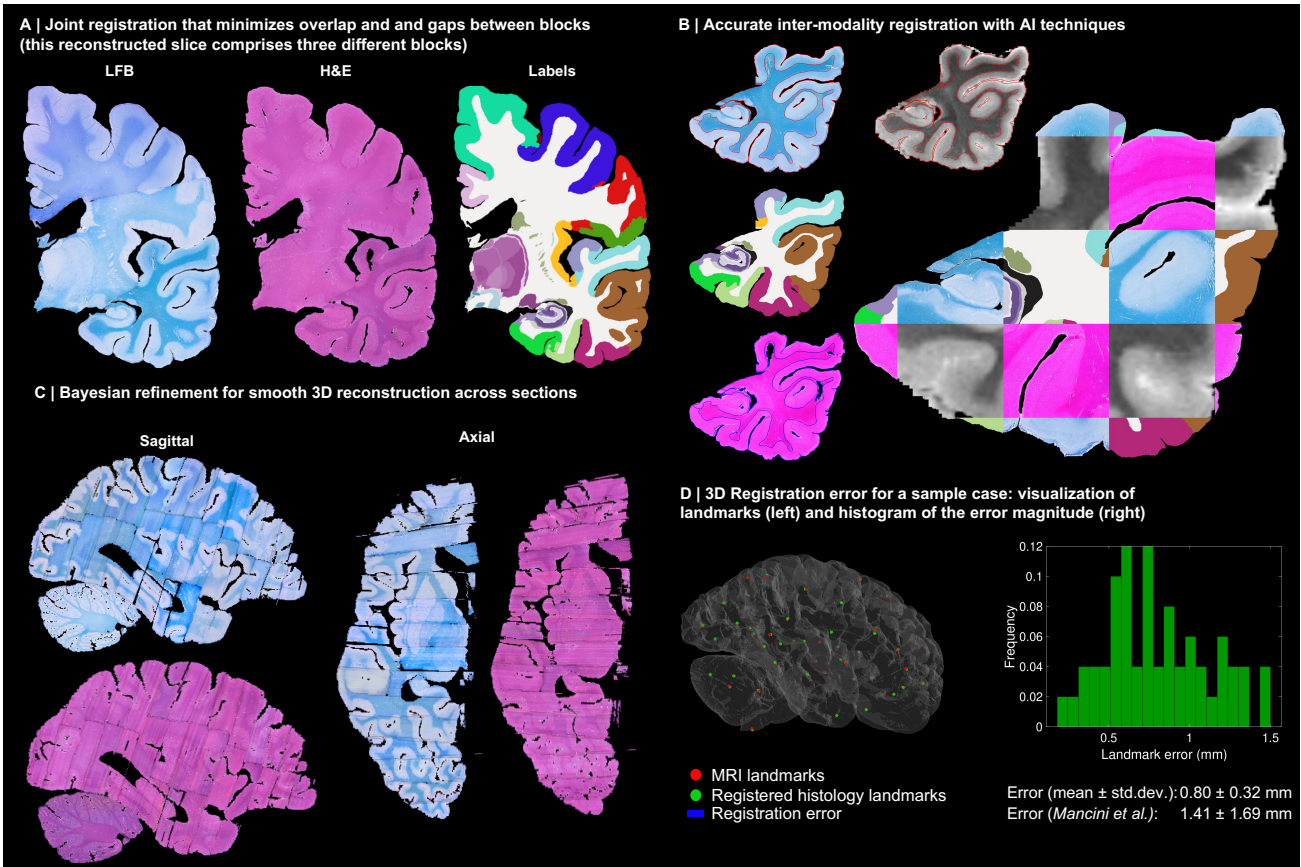 A | Joint registration that minimizes overlap and and gaps between blocks
(this reconstructed slice comprises three different blocks)
LFB
H&E
Labels
B | Accurate inter-modality registration with AI techniques
C | Bayesian refinement for smooth 3D reconstruction across sections
Sagittal
Axial
D | 3D Registration error for a sample case: visualization of
landmarks (left) and histogram of the error magnitude (right)
MRI landmarks
Registered histology landmarks
Registration error
Frequency
0.12
0.1
0.08
0.06
0.04
0.02
0
0.5
1
1.5
Landmark error (mm)
Error (mean ± std.dev.): 0.80 ± 0.32 mm
Error (Mancini et al.): 1.41 ± 1.69 mm